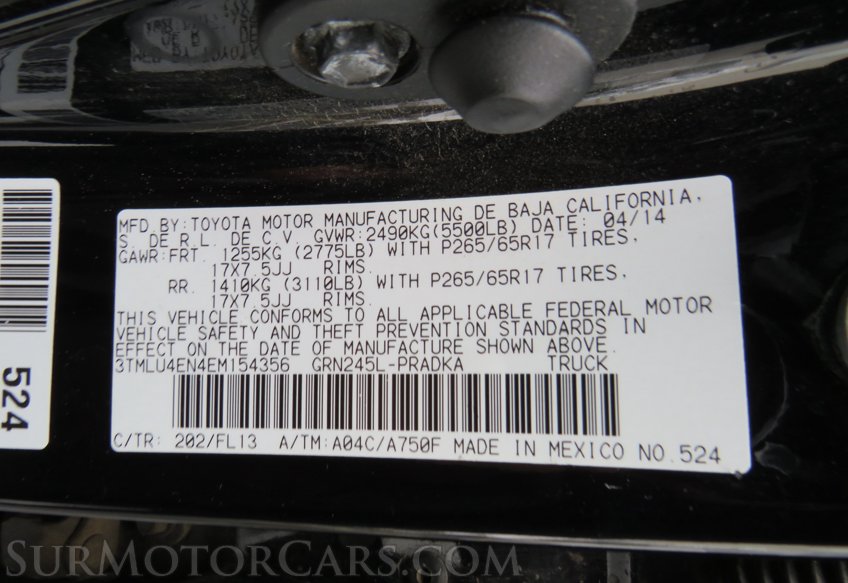 MFD.BY:TOYOTA MOTOR MANUFACTURING DE BAJA CALIFORNIA,
S. DE R.L. DE C.V. GVWR:2490KG(5500LB) DATE: 04/14
GAWR:FRT. 1255KG (2775LB) WITH P265/65R17 TIRES,
17X7.5JJ RIMS.
RR. 1410KG (3110LB) WITH P265/65R17 TIRES,
17X7.5JJ RIMS.
THIS VEHICLE CONFORMS TO ALL APPLICABLE FEDERAL MOTOR
VEHICLE SAFETY AND THEFT PREVENTION STANDARDS IN
EFFECT ON THE DATE OF MANUFACTURE SHOWN ABOVE.
3TMLU4EN4EM154356 GRN245L-PRADKA TRUCK
C/TR: 202/FL13 A/TM:A04C/A750F MADE IN MEXICO NO.524
524
SURMOTORCARS.COM